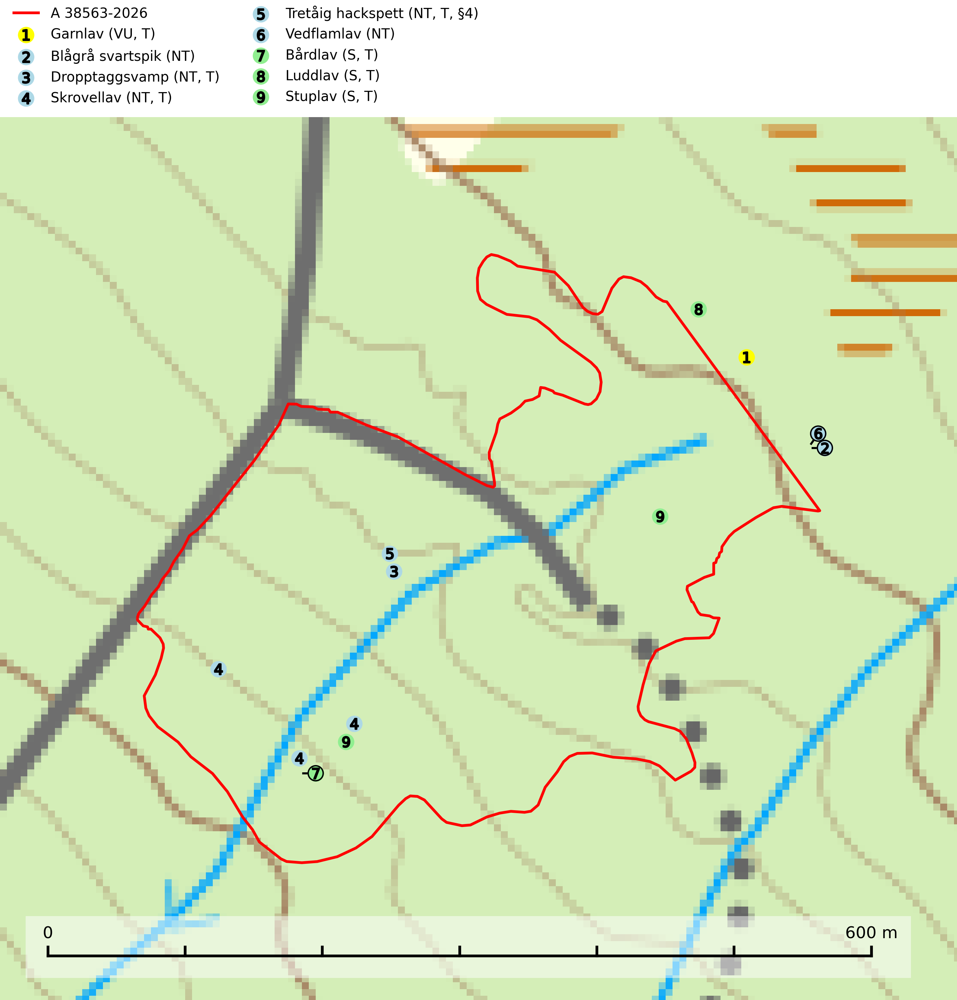 A 38563-2026
1 Garnlav (VU, T)
2 Blågrå svartspik (NT)
3 Dropptaggsvamp (NT, T)
4 Skrovellav (NT, T)
5 Tretåig hackspett (NT, T, §4)
6 Vedflamlav (NT)
7 Bårdlav (S, T)
8 Luddlav (S, T)
9 Stuplav (S, T)
8
1
6
2
9
5
3
4
4
9
4
7
0 600 m